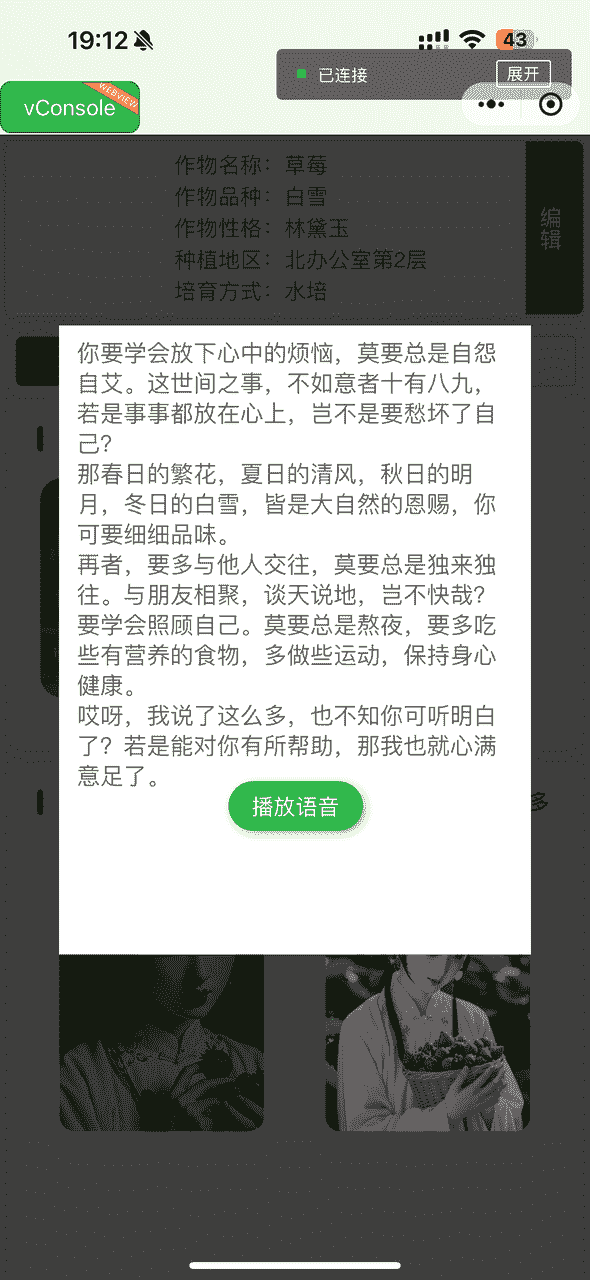 19:12
43
已连接
展开
vConsole
WEBVIEW
作物名称：草莓
作物品种：白雪
作物性格：林黛玉
种植地区：北办公室第2层
培育方式：水培
编辑
你要学会放下心中的烦恼，莫要总是自怨
自艾。这世间之事，不如意者十有八九，
若是事事都放在心上，岂不是要愁坏了自
己？
那春日的繁花，夏日的清风，秋日的明
月，冬日的白雪，皆是大自然的恩赐，你
可要细细品味。
再者，要多与他人交往，莫要总是独来独
往。与朋友相聚，谈天说地，岂不快哉？
要学会照顾自己。莫要总是熬夜，要多吃
些有营养的食物，多做些运动，保持身心
健康。
哎呀，我说了这么多，也不知你可听明白
了？若是能对你有所帮助，那我也就心满
意足了。
播放语音
多